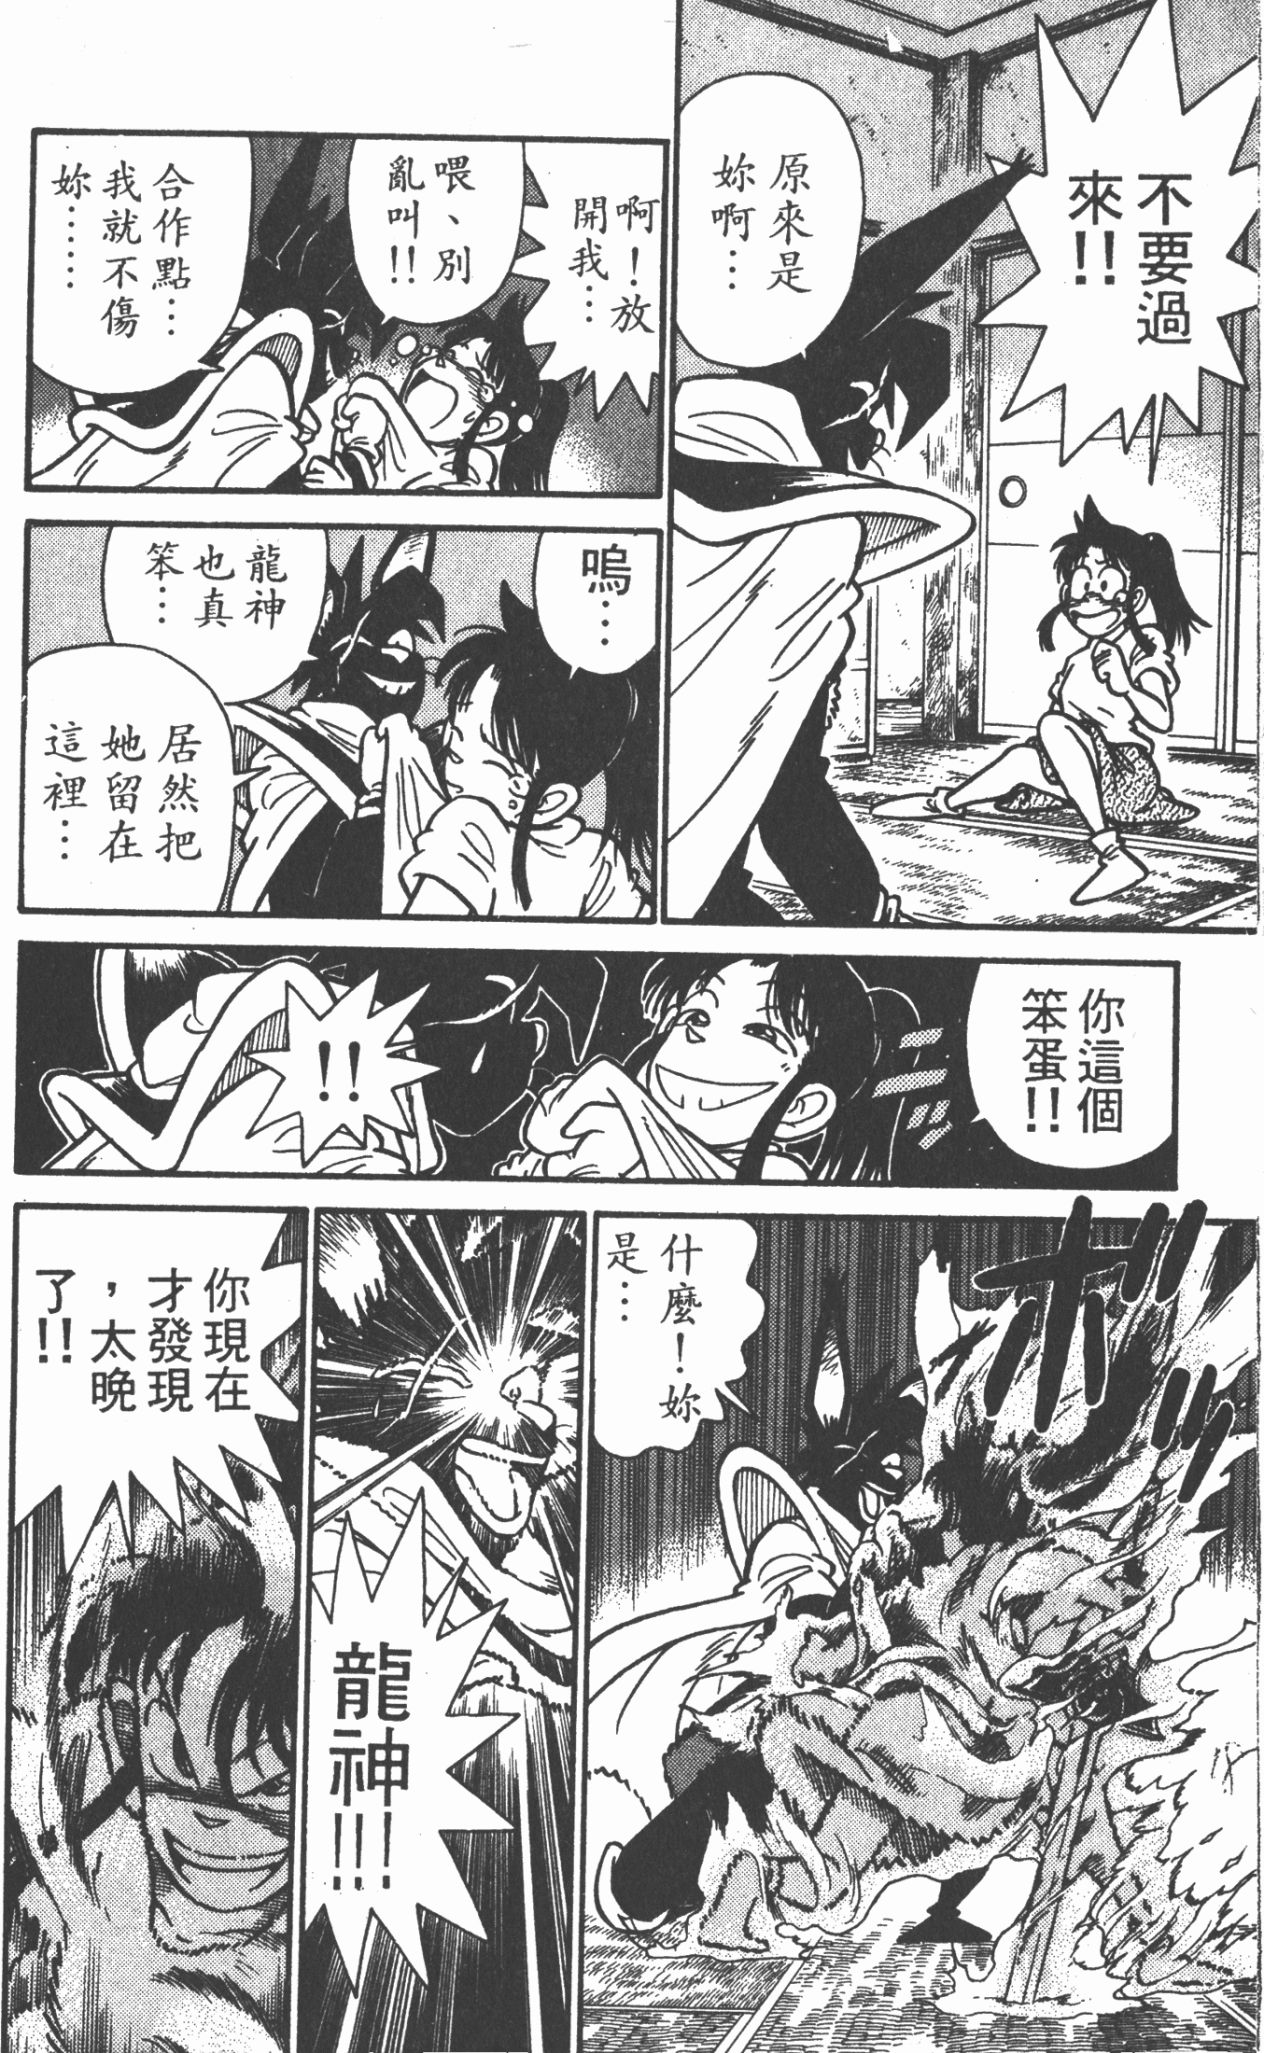 不要過
來!!
原來是
妳啊…
啊！放
開我…
喂、別
亂叫!!
合作點…
我就不傷
妳……
嗚…
龍神
也真
笨…
居然把
她留在
這裡…
你這個
笨蛋!!
!!
ボッ
什麼！妳
是…
龍神!!!
你現在
才發現
，太晚
了!!